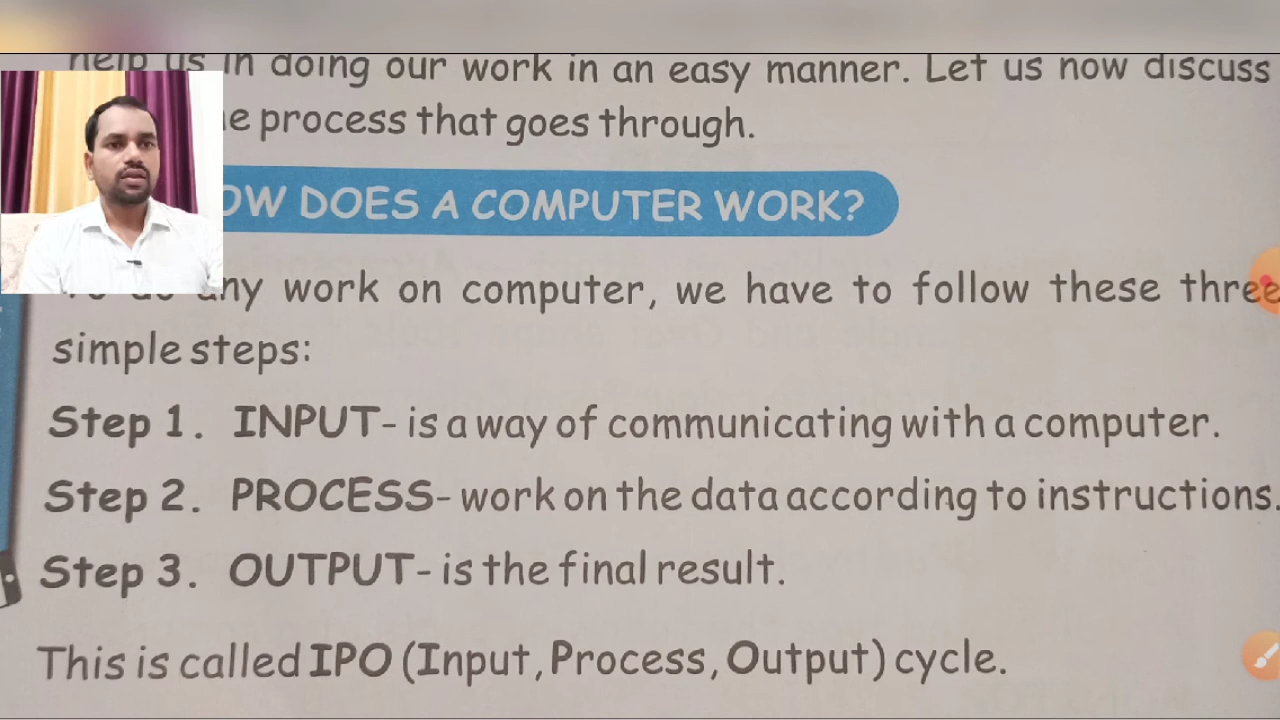 help us in doing our work in an easy manner. Let us now discuss
process that goes through.
DOES A COMPUTER WORK?
any work on computer, we have to follow these three
simple steps:
Step 1. INPUT- is a way of communicating with a computer.
Step 2. PROCESS- work on the data according to instructions.
Step 3. OUTPUT- is the final result.
This is called IPO (Input, Process, Output) cycle.